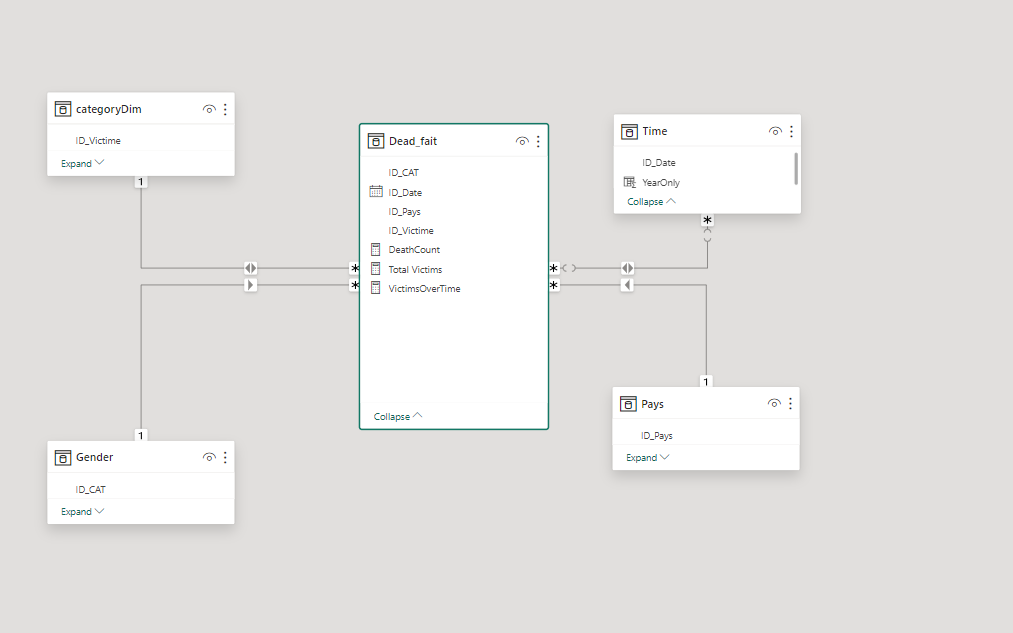 categoryDim
ID_Victime
Expand
1
Dead_fait
ID_CAT
ID_Date
ID_Pays
ID_Victime
DeathCount
Total Victims
VictimsOverTime
Collapse
Time
ID_Date
YearOnly
Collapse
*
*
*
*
*
1
1
Gender
ID_CAT
Expand
Pays
ID_Pays
Expand